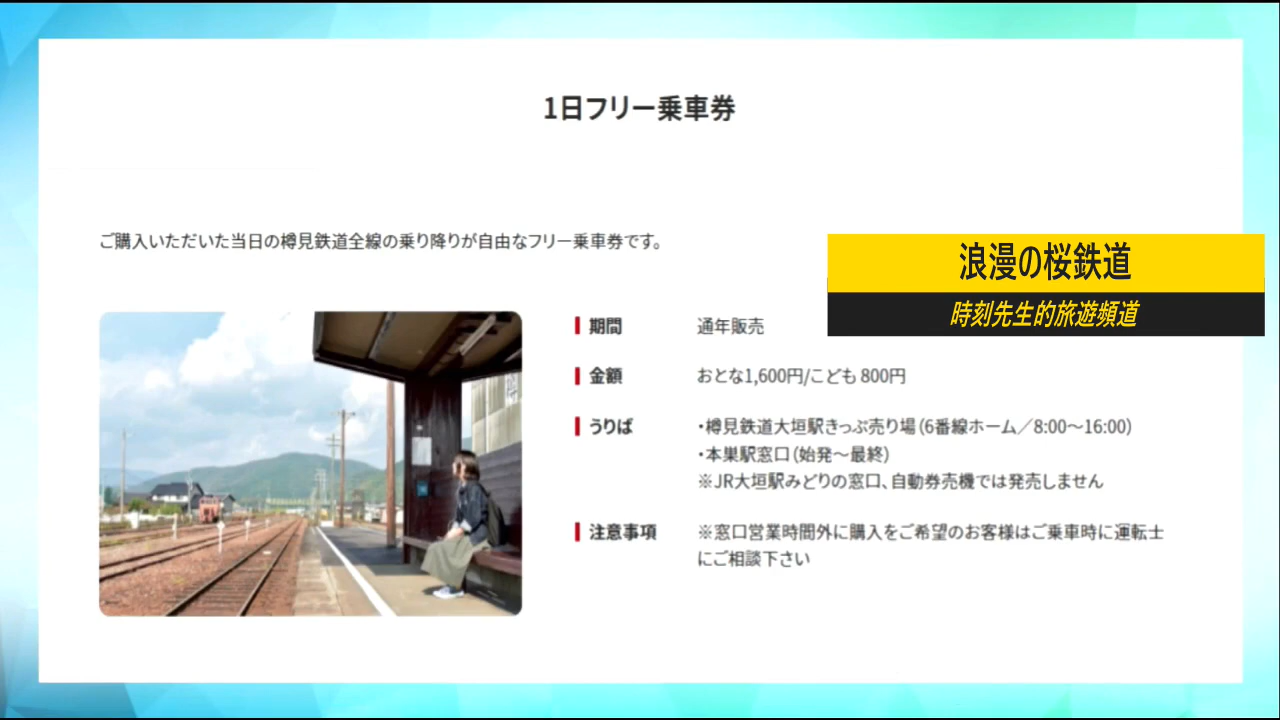 1日フリー乗車券
ご購入いただいた当日の樽見鉄道全線の乗り降りが自由なフリー乗車券です。
浪漫の桜鉄道
時刻先生的旅遊頻道
期間 通年販売
金額 おとな1,600円/こども 800円
うりば ・樽見鉄道大垣駅きっぷ売り場（6番線ホーム／8:00～16:00）
・本巣駅窓口（始発～最終）
※JR大垣駅みどりの窓口、自動券売機では発売しません
注意事項 ※窓口営業時間外に購入をご希望のお客様はご乗車時に運転士
にご相談下さい